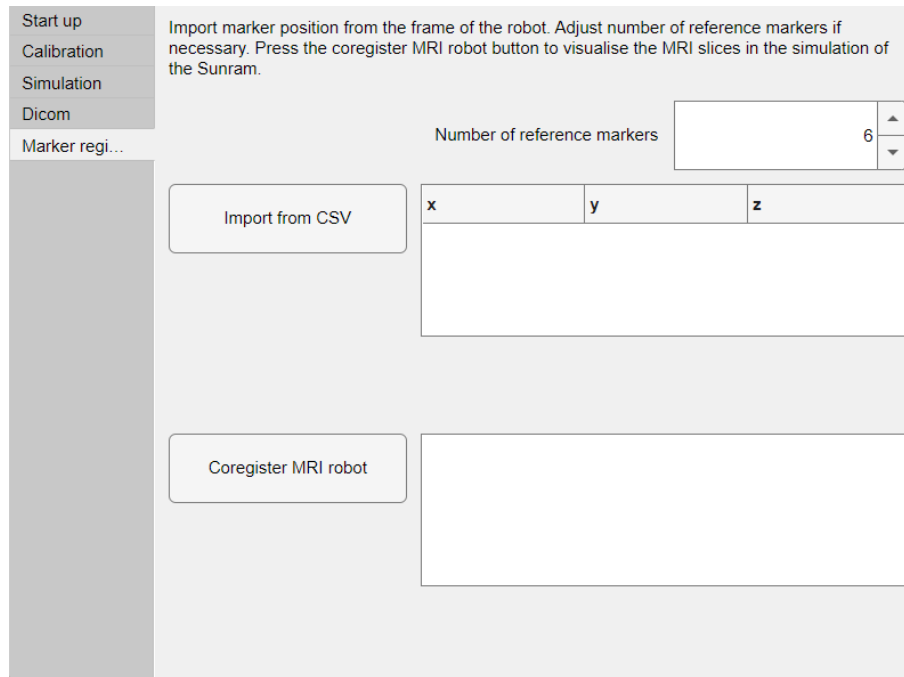 Start up
Calibration
Simulation
Dicom
Marker regi...
Import marker position from the frame of the robot. Adjust number of reference markers if
necessary. Press the coregister MRI robot button to visualise the MRI slices in the simulation of
the Sunram.
Number of reference markers
6
Import from CSV
x y z
Coregister MRI robot